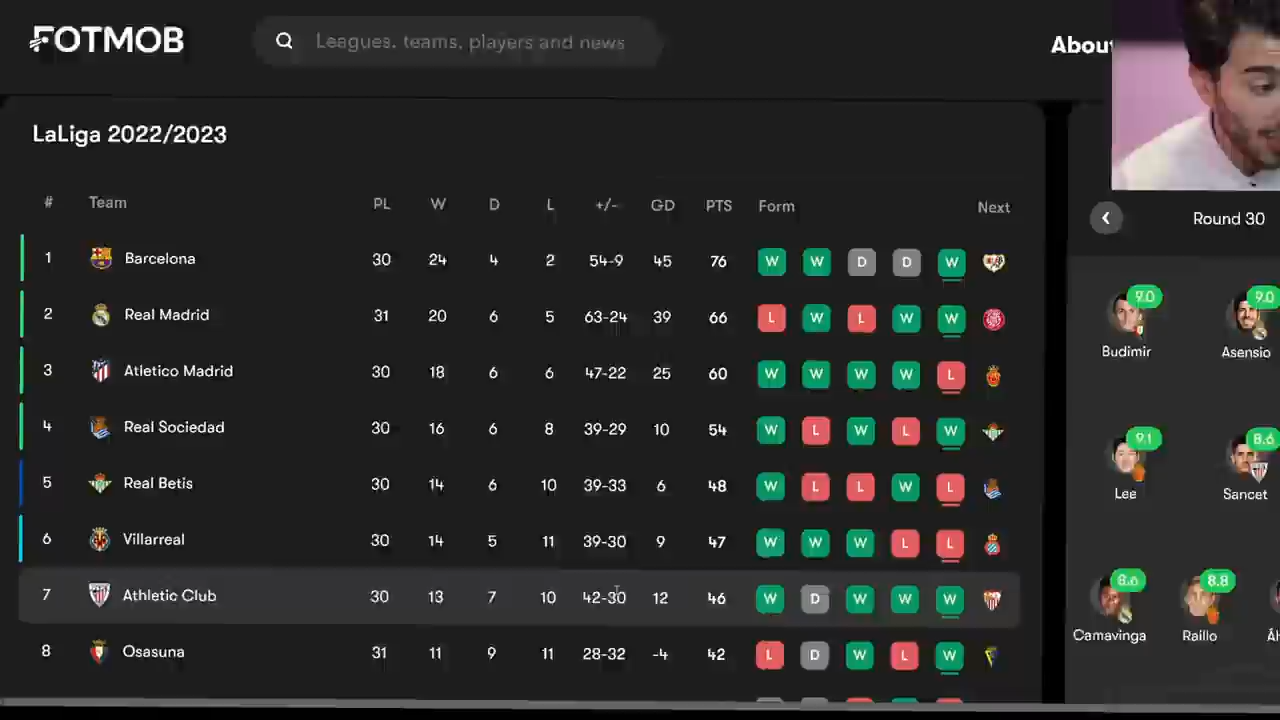 FOTMOB
Leagues, teams, players and news
About
LaLiga 2022/2023
# Team PL W D L +/- GD PTS Form Next
1 Barcelona 30 24 4 2 54-9 45 76 W W D D W
2 Real Madrid 31 20 6 5 63-24 39 66 L W L W W
3 Atletico Madrid 30 18 6 6 47-22 25 60 W W W W L
4 Real Sociedad 30 16 6 8 39-29 10 54 W L W L W
5 Real Betis 30 14 6 10 39-33 6 48 W L L W L
6 Villarreal 30 14 5 11 39-30 9 47 W W W L L
7 Athletic Club 30 13 7 10 42-30 12 46 W D W W W
8 Osasuna 31 11 9 11 28-32 -4 42 L D W L W
Round 30
9.0 9.0
Budimir Asensio
9.1 8.6
Lee Sancet
8.6 8.8
Camavinga Raillo